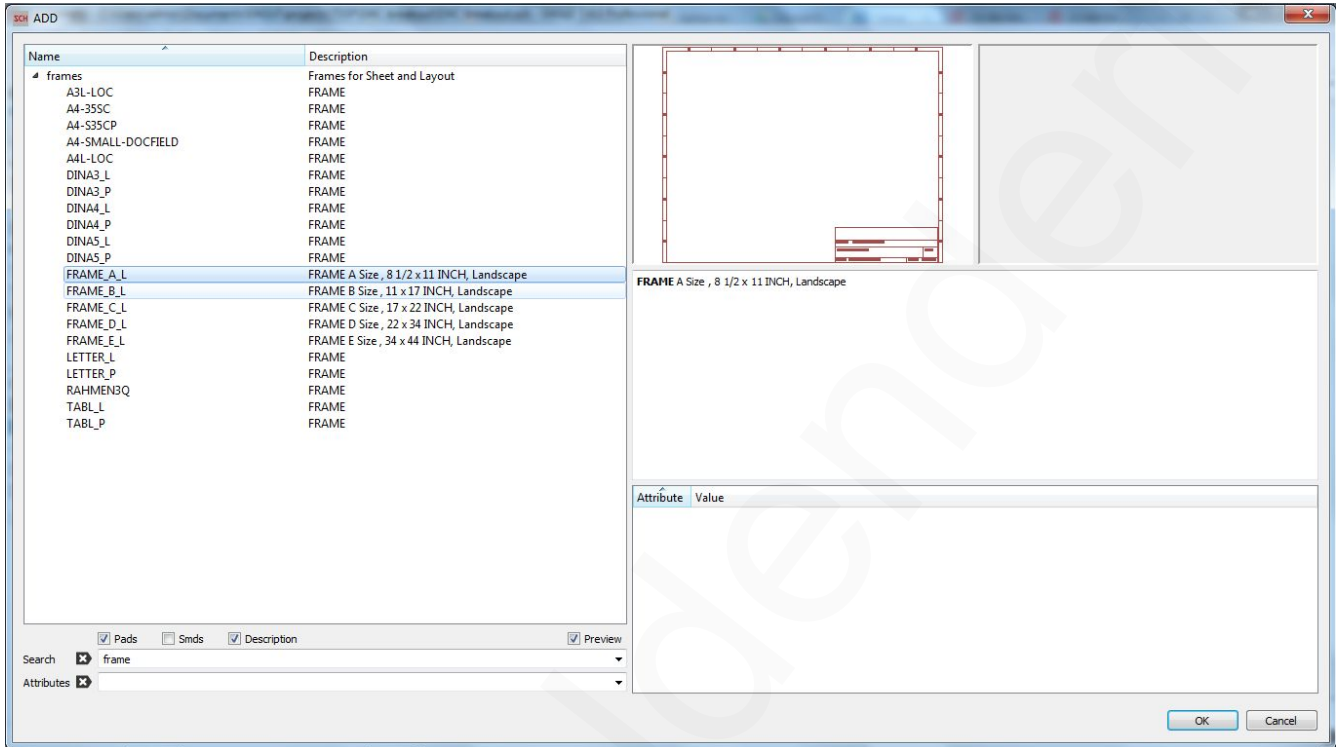 SCH ADD
Name Description
frames Frames for Sheet and Layout
A3L-LOC FRAME
A4-35SC FRAME
A4-S35CP FRAME
A4-SMALL-DOCFIELD FRAME
A4L-LOC FRAME
DINA3_L FRAME
DINA3_P FRAME
DINA4_L FRAME
DINA4_P FRAME
DINA5_L FRAME
DINA5_P FRAME
FRAME_A_L FRAME A Size , 8 1/2 x 11 INCH, Landscape
FRAME_B_L FRAME B Size , 11 x 17 INCH, Landscape
FRAME_C_L FRAME C Size , 17 x 22 INCH, Landscape
FRAME_D_L FRAME D Size , 22 x 34 INCH, Landscape
FRAME_E_L FRAME E Size , 34 x 44 INCH, Landscape
LETTER_L FRAME
LETTER_P FRAME
RAHMEN3Q FRAME
TABL_L FRAME
TABL_P FRAME
Pads Smds Description Preview
Search frame
Attributes
FRAME A Size , 8 1/2 x 11 INCH, Landscape
Attribute Value
OK Cancel